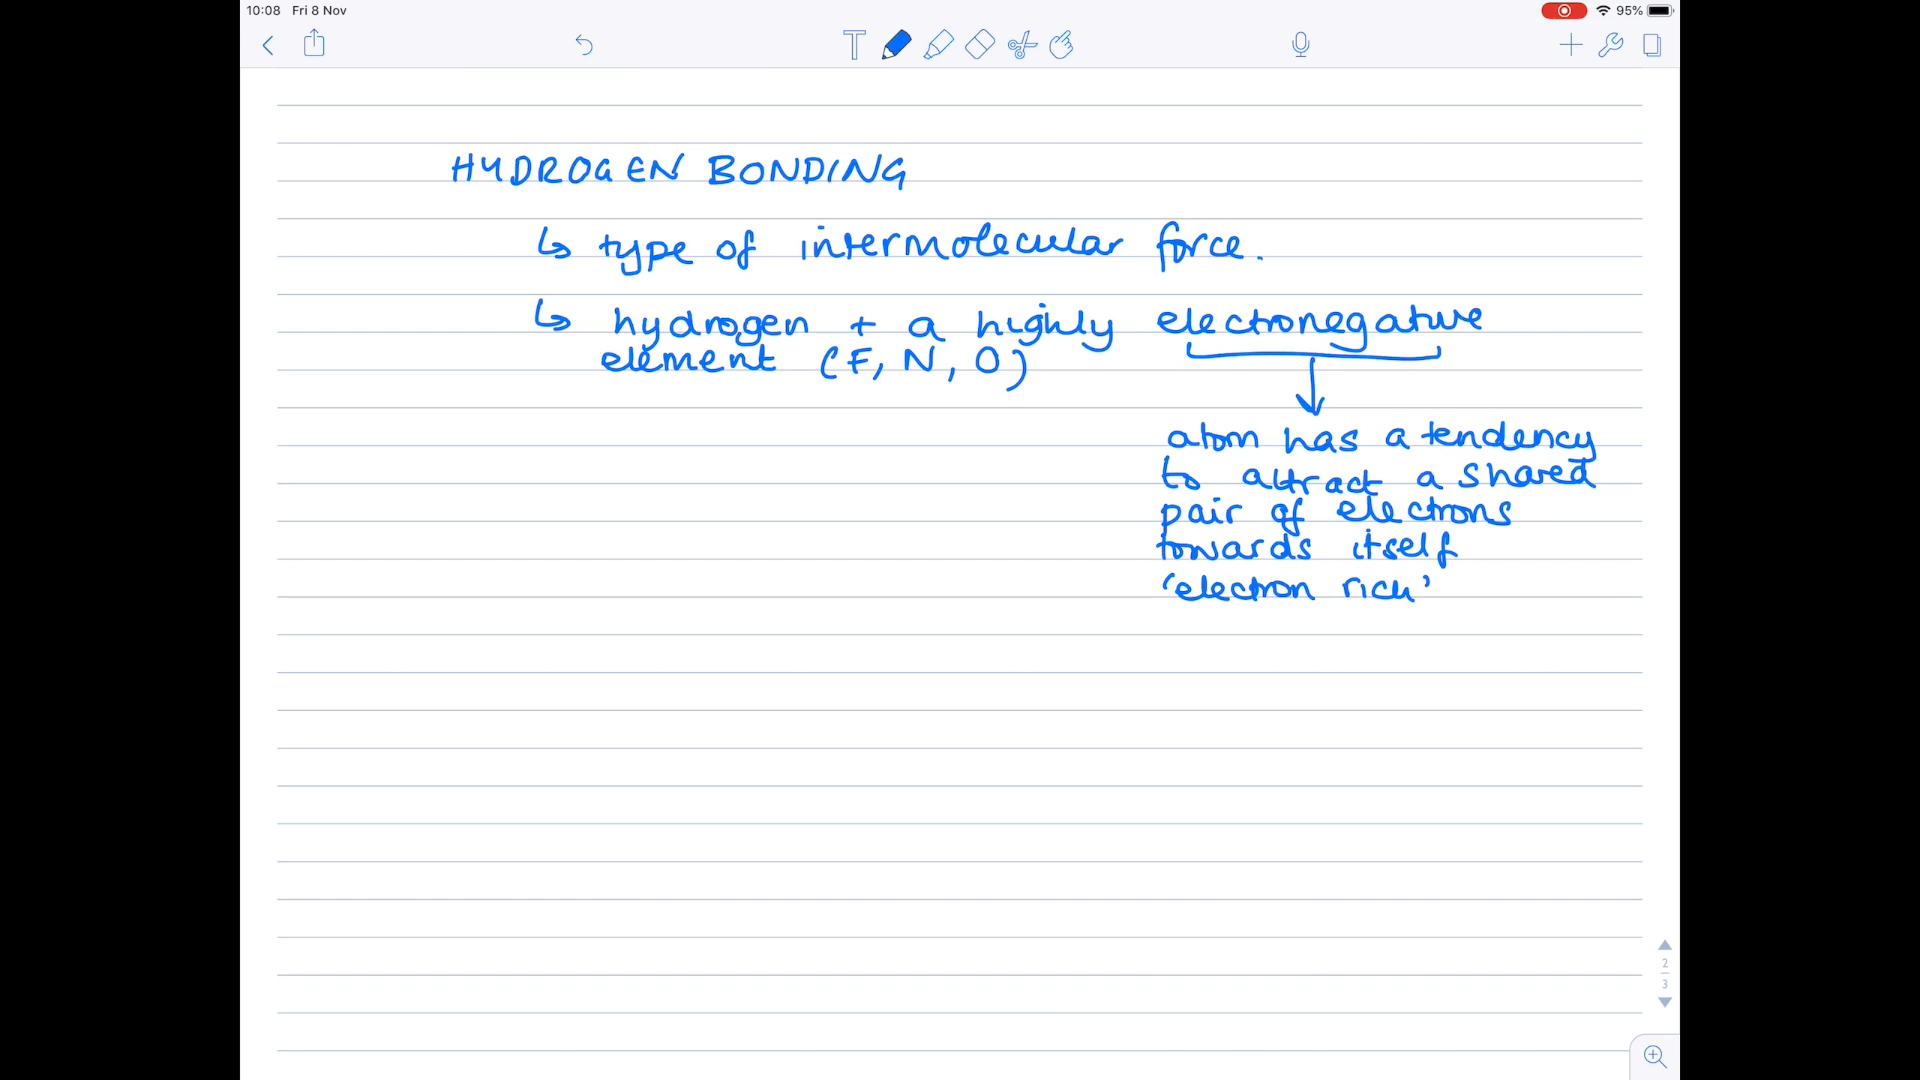 10:08 Fri 8 Nov
95%
HYDROGEN BONDING
↳ type of intermolecular force.
↳ hydrogen + a highly electronegative
element (F, N, O)
atom has a tendency
to attract a shared
pair of electrons
towards itself
'electron rich'
2
3